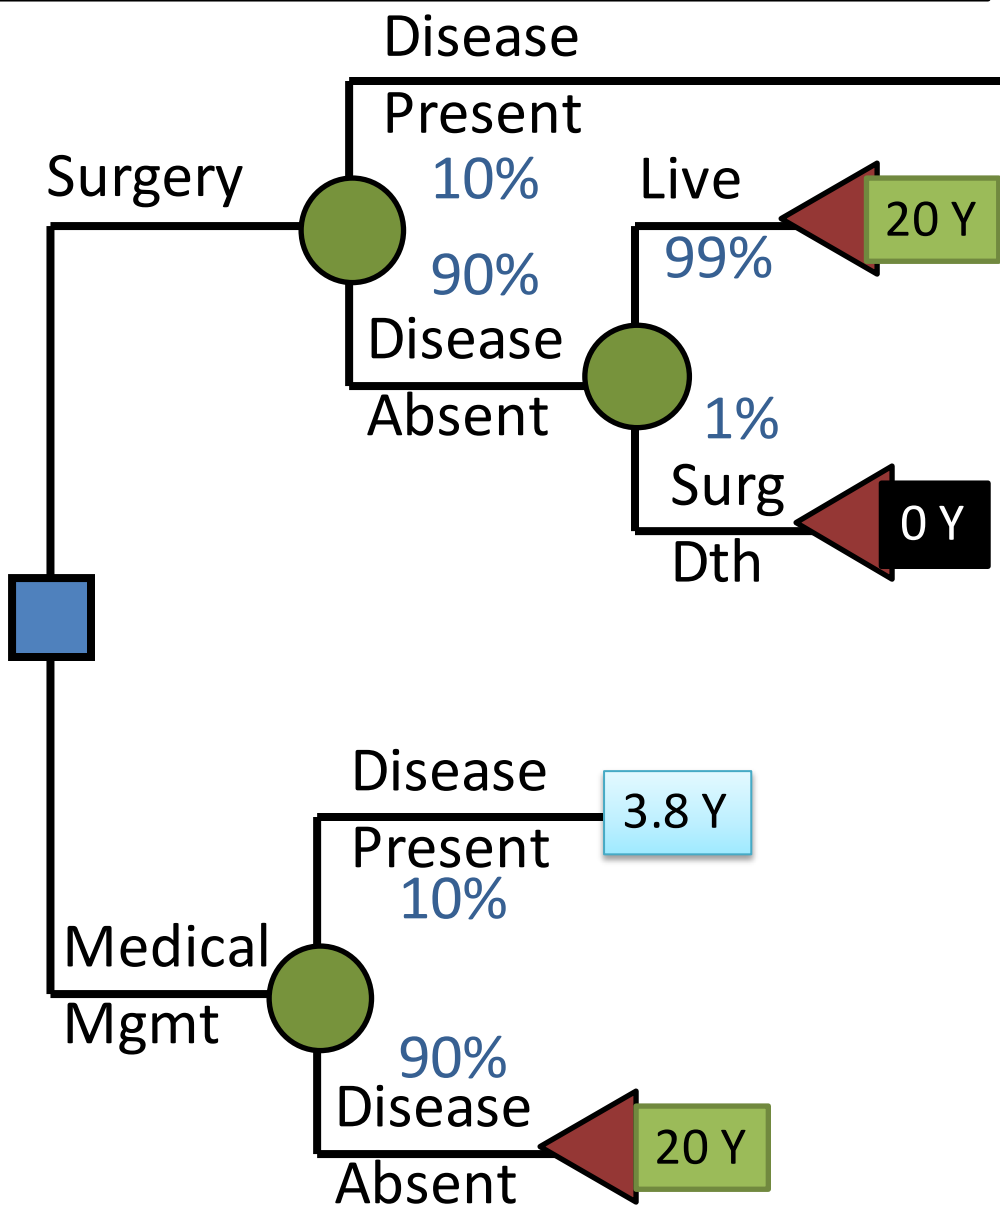 Disease
Present
10%
Surgery
Live
20 Y
99%
90%
Disease
Absent
1%
Surg
Dth
0 Y
Disease
Present
3.8 Y
10%
Medical
Mgmt
90%
Disease
Absent
20 Y